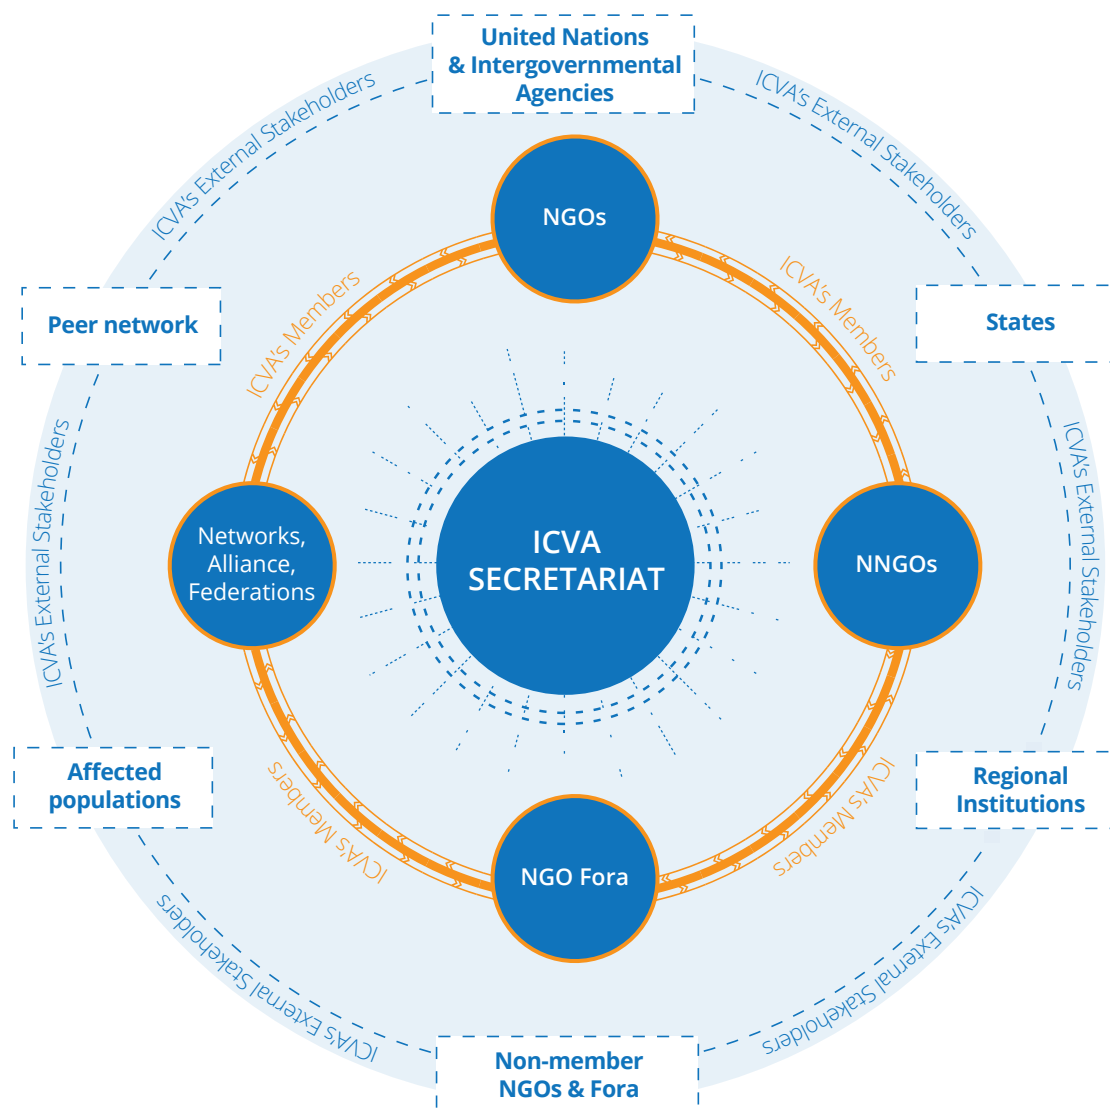 United Nations
& Intergovernmental
Agencies
ICVA's External Stakeholders
ICVA's External Stakeholders
NGOs
ICVA's Members
ICVA's Members
Peer network
States
ICVA's External Stakeholders
ICVA's External Stakeholders
Networks,
Alliance,
Federations
ICVA
SECRETARIAT
NNGOs
Affected
populations
Regional
Institutions
ICVA's Members
ICVA's Members
NGO Fora
ICVA's External Stakeholders
ICVA's External Stakeholders
Non-member
NGOs & Fora